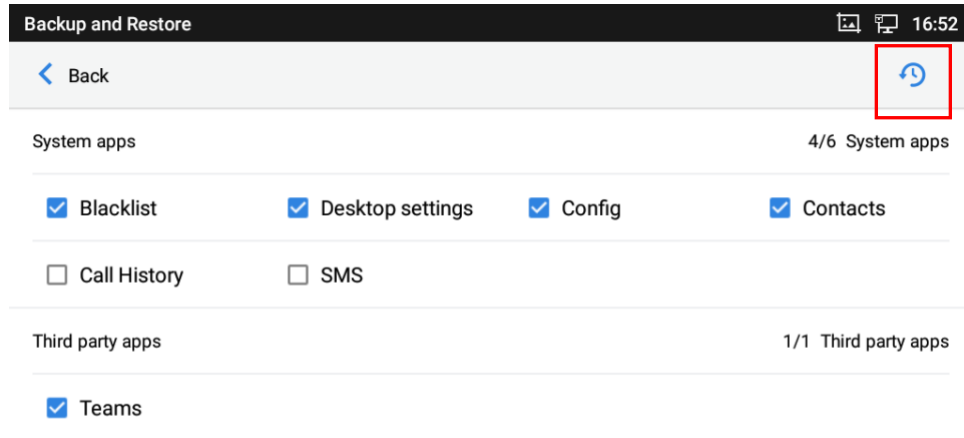 Backup and Restore 16:52
Back
System apps 4/6 System apps
Blacklist Desktop settings Config Contacts
Call History SMS
Third party apps 1/1 Third party apps
Teams